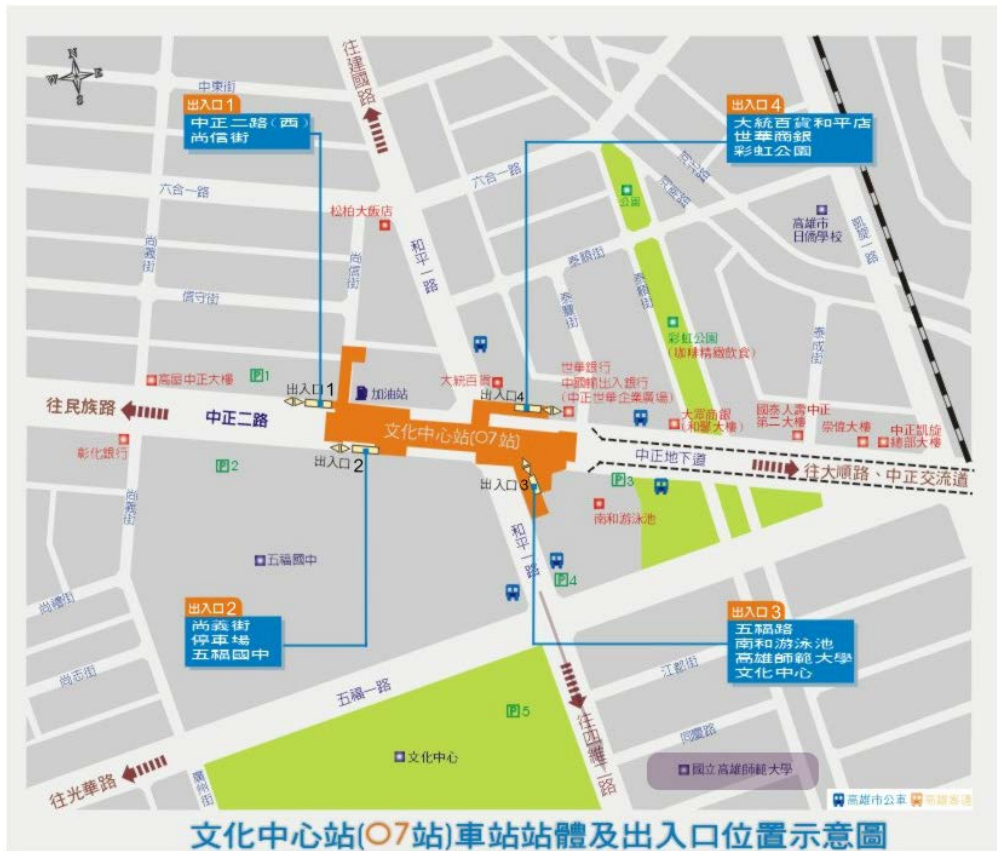 N
W
E
S
往建國路
中東街
出入口1
中正二路(西)
尚信街
出入口4
大統百貨和平店
世華商銀
彩虹公園
六合一路
六合一路
松柏大飯店
公園
高雄市
日僑學校
凱旋一路
尚義街
尚信街
和平一路
泰順街
泰順街
信守街
泰成街
彩虹公園
(咖啡精緻飲食)
高國中正大樓
P1
出入口1
加油站
大統百貨
出入口4
世華銀行
中國輸出入銀行
(中正世華企業廣場)
往民族路
中正二路
文化中心站(O7站)
大眾商銀
(和馨大樓)
國泰人壽中正
第二大樓
崇偉大樓
中正凱旋
總部大樓
彰化銀行
P2
出入口2
出入口3
中正地下道
往大順路、中正交流道
P3
南和游泳池
尚義街
五福國中
和平一路
P4
尚禮街
出入口2
尚義街
停車場
五福國中
出入口3
五福路
南和游泳池
高雄師範大學
文化中心
尚志街
五福一路
江都街
P5
往四維一路
同慶路
文化中心
國立高雄師範大學
往光華路
廣州街
高雄市公車
高雄客運
文化中心站(O7站)車站站體及出入口位置示意圖